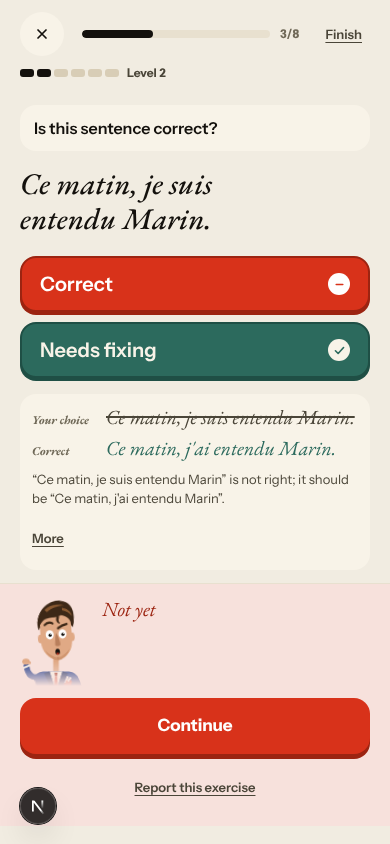 3/8
Finish
Level 2
Is this sentence correct?
Ce matin, je suis
entendu Marin.
Correct
Needs fixing
Your choice Ce matin, je suis entendu Marin.
Correct Ce matin, j'ai entendu Marin.
“Ce matin, je suis entendu Marin” is not right; it should
be “Ce matin, j'ai entendu Marin”.
More
Not yet
Continue
N
Report this exercise